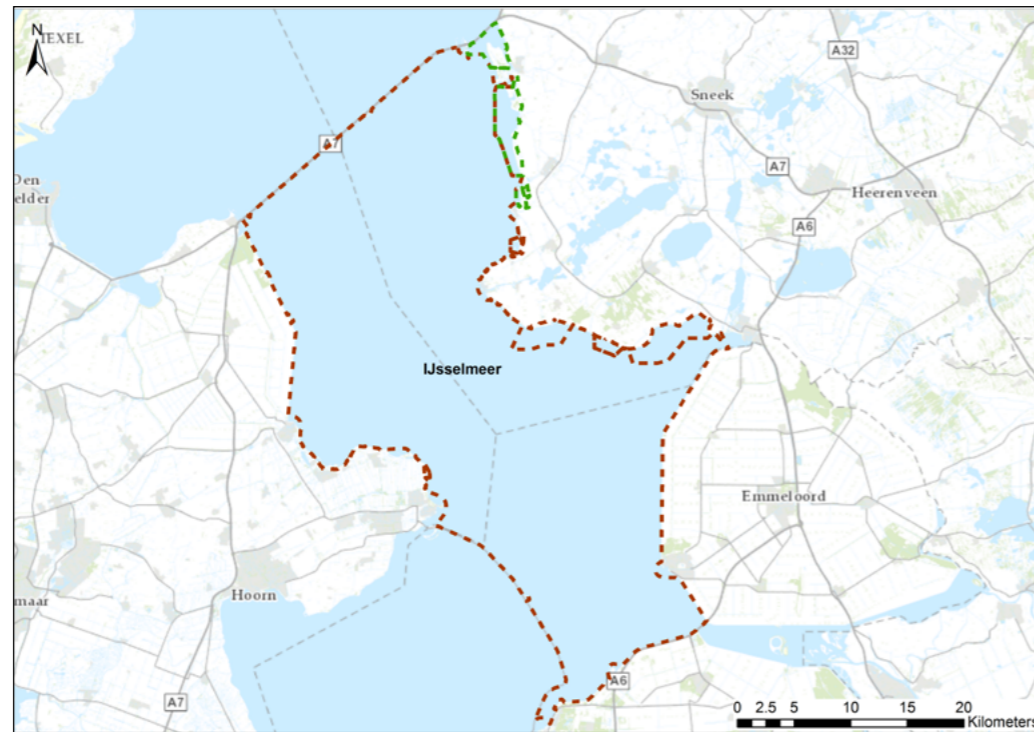 N
TEXEL
A32
Sneek
A7
A7
Den
elder
Heerenveen
A6
IJsselmeer
Emmeloord
Hoorn
maar
A7
A6
0 2.5 5 10 15 20
Kilometers